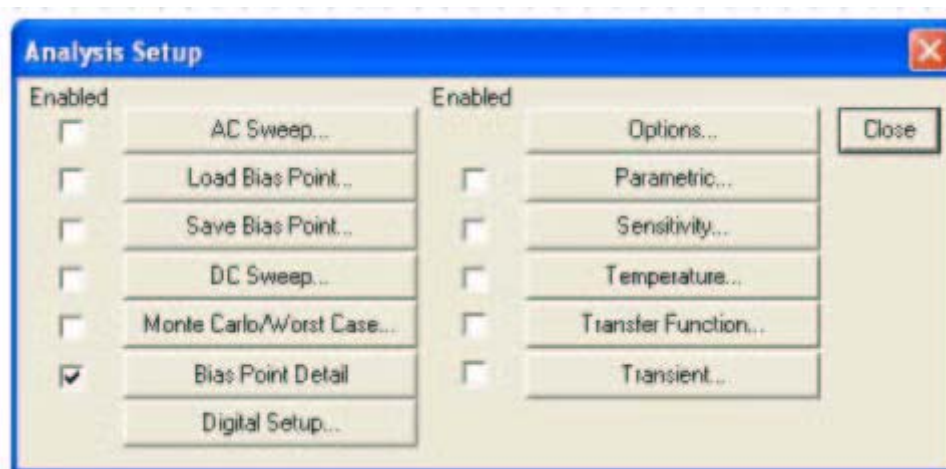 Analysis Setup
Enabled
AC Sweep...
Load Bias Point...
Save Bias Point...
DC Sweep...
Monte Carlo/Worst Case...
Bias Point Detail
Digital Setup...
Enabled
Options...
Parametric...
Sensitivity...
Temperature...
Transfer Function...
Transient...
Close